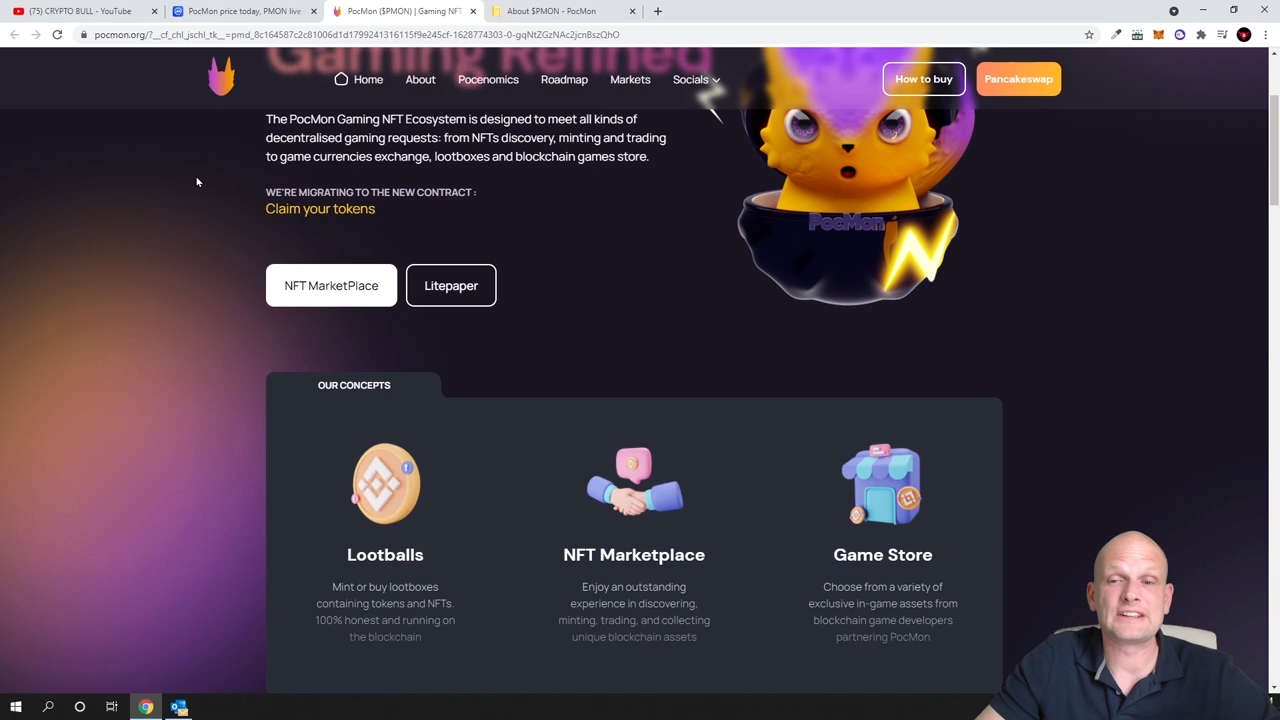 (75) CRYPTO BULL - YouTube
PocMon price today, PMON live
PocMon ($PMON) | Gaming NFT
About $PMON - PocMon
pocmon.org/?__cf_chl_jschl_tk__=pmd_8c164587c2c81006d1d1799241316115f9e245cf-1628774303-0-gqNtZGzNAc2jcnBszQhO
Home
About
Pocenomics
Roadmap
Markets
Socials
How to buy
Pancakeswap
Gaming Refined
The PocMon Gaming NFT Ecosystem is designed to meet all kinds of
decentralised gaming requests: from NFTs discovery, minting and trading
to game currencies exchange, lootboxes and blockchain games store.
WE'RE MIGRATING TO THE NEW CONTRACT :
Claim your tokens
NFT MarketPlace
Litepaper
PocMon
OUR CONCEPTS
Lootballs
Mint or buy lootboxes
containing tokens and NFTs.
100% honest and running on
the blockchain
NFT Marketplace
Enjoy an outstanding
experience in discovering,
minting, trading, and collecting
unique blockchain assets
Game Store
Choose from a variety of
exclusive in-game assets from
blockchain game developers
partnering PocMon